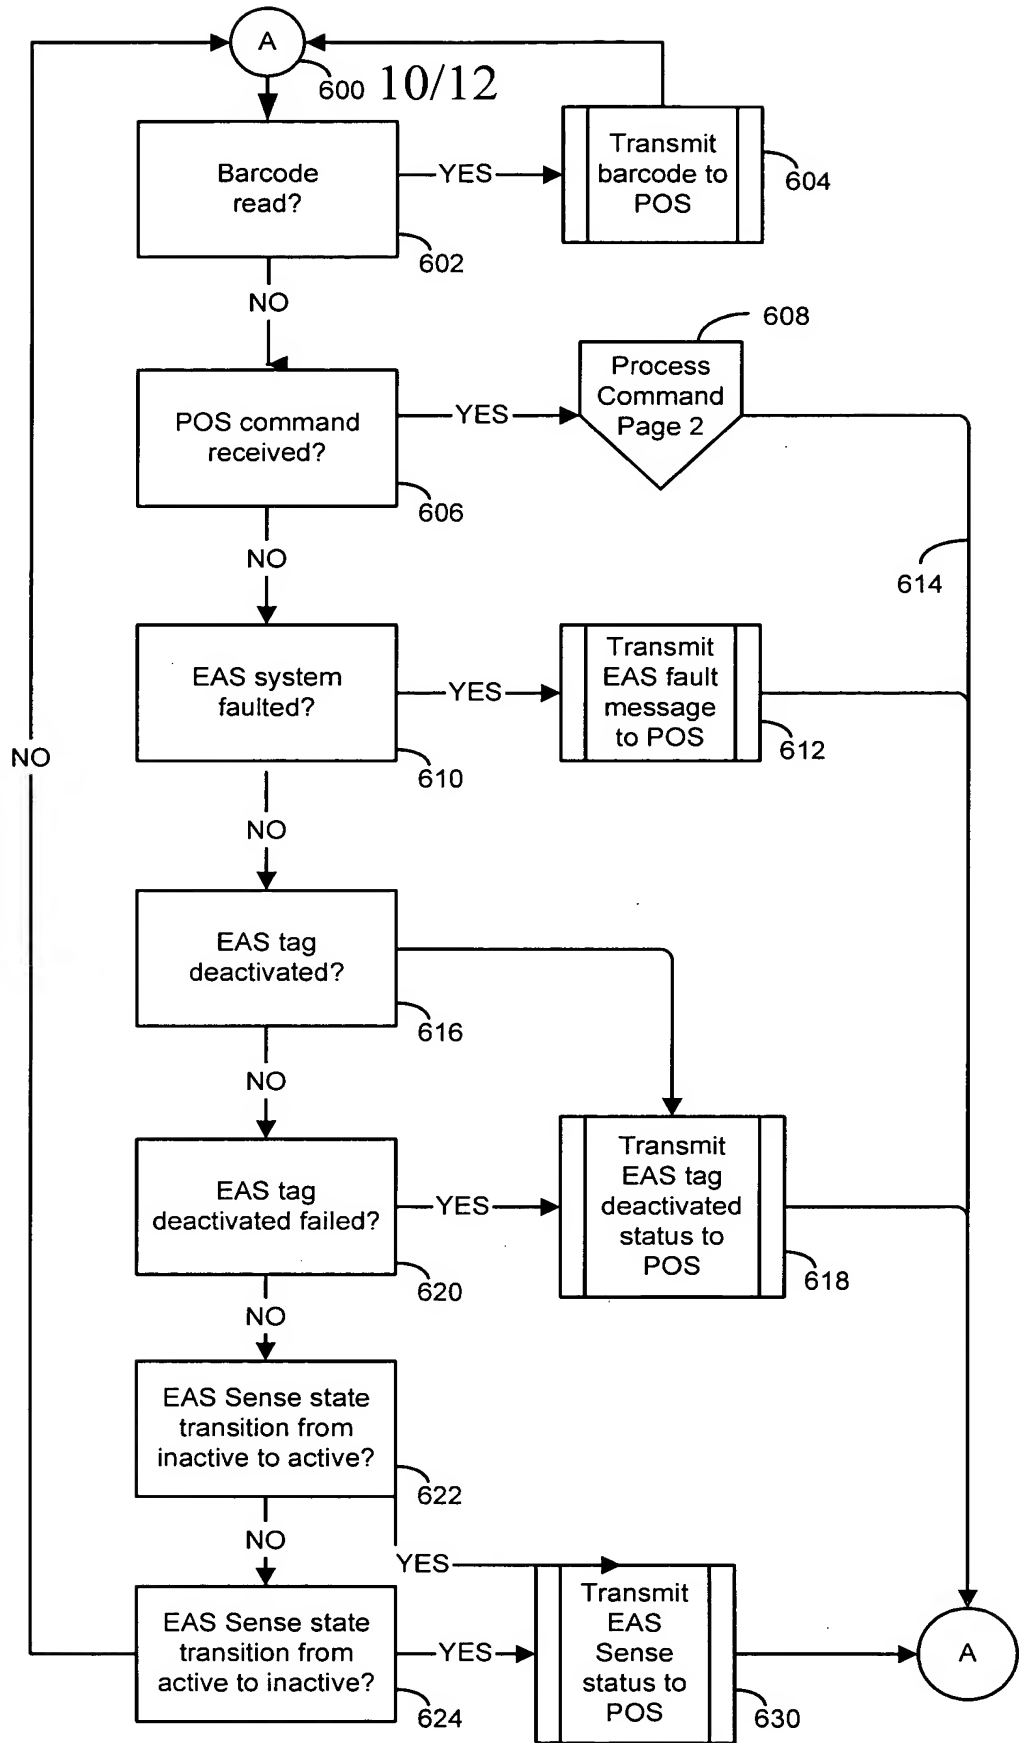 A
600 10/12
Barcode
read?
602
YES
Transmit
barcode to
POS
604
NO
POS command
received?
606
YES
Process
Command
Page 2
608
614
NO
EAS system
faulted?
610
YES
Transmit
EAS fault
message
to POS
612
NO
NO
EAS tag
deactivated?
616
NO
EAS tag
deactivated failed?
620
YES
Transmit
EAS tag
deactivated
status to
POS
618
NO
EAS Sense state
transition from
inactive to active?
622
NO
YES
EAS Sense state
transition from
active to inactive?
624
YES
Transmit
EAS
Sense
status to
POS
630
A